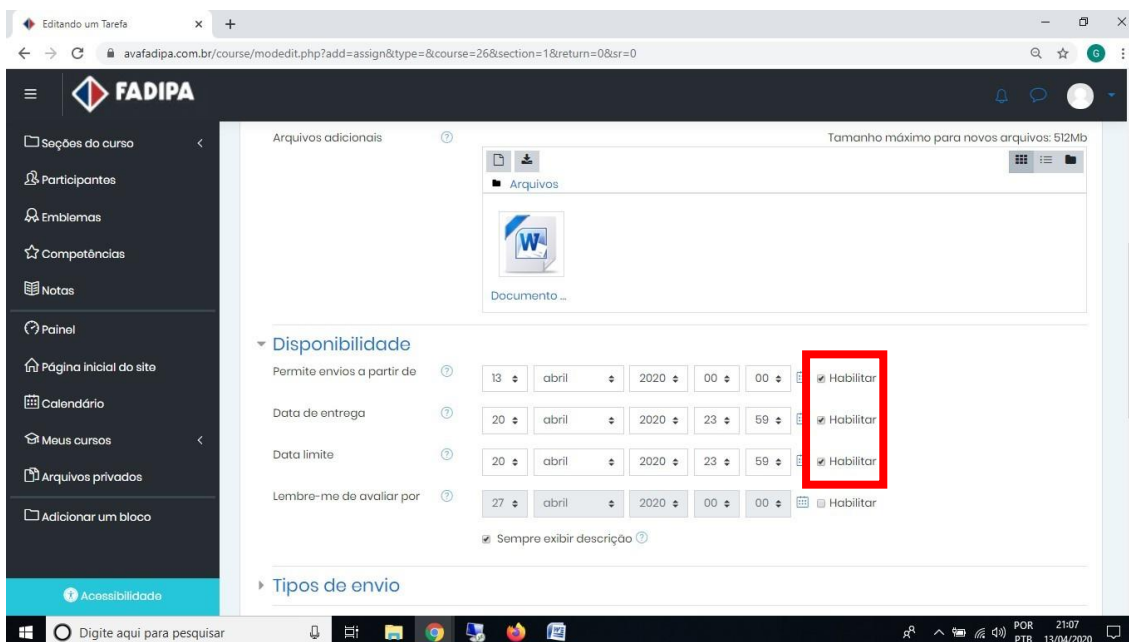 Editando um Tarefa
avafadipa.com.br/course/modedit.php?add=assign&type=&course=26&section=1&return=0&sr=0
G
FADIPA
Seções do curso
Participantes
Emblemas
Competências
Notas
Painel
Página inicial do site
Calendário
Meus cursos
Arquivos privados
Adicionar um bloco
Acessibilidade
Arquivos adicionais
Tamanho máximo para novos arquivos: 512Mb
Arquivos
W
Documento ...
Disponibilidade
Permite envios a partir de 13 abril 2020 00 00 Habilitar
Data de entrega 20 abril 2020 23 59 Habilitar
Data limite 20 abril 2020 23 59 Habilitar
Lembre-me de avaliar por 27 abril 2020 00 00 Habilitar
Sempre exibir descrição
Tipos de envio
Digite aqui para pesquisar
POR 21:07
PTB 13/04/2020